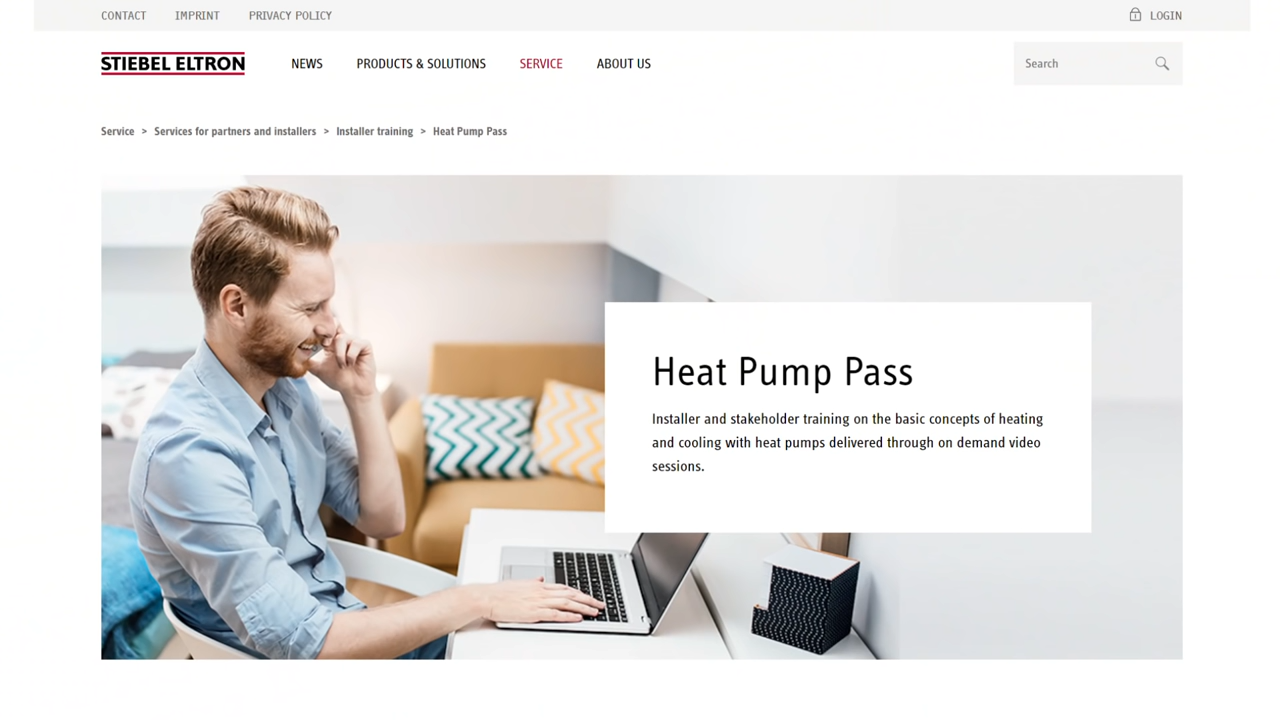 CONTACT IMPRINT PRIVACY POLICY LOGIN
STIEBEL ELTRON NEWS PRODUCTS & SOLUTIONS SERVICE ABOUT US Search
Service > Services for partners and installers > Installer training > Heat Pump Pass
Heat Pump Pass
Installer and stakeholder training on the basic concepts of heating
and cooling with heat pumps delivered through on demand video
sessions.